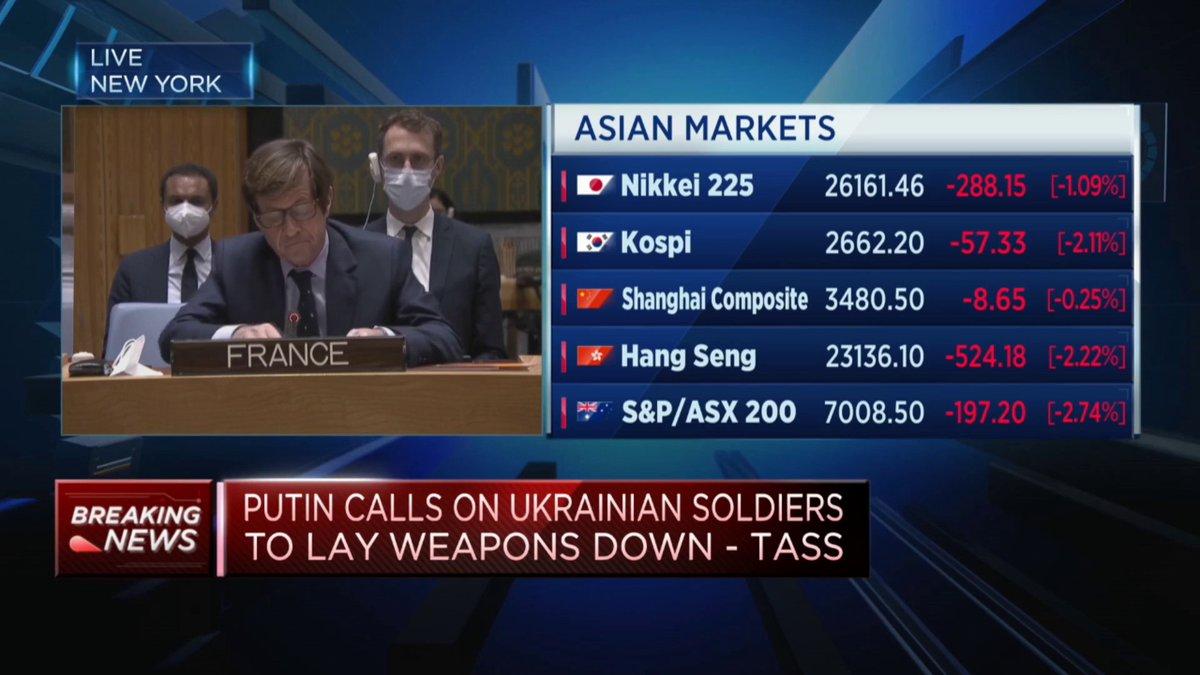 LIVE
NEW YORK
FRANCE
ASIAN MARKETS
Nikkei 225 26161.46 -288.15 [-1.09%]
Kospi 2662.20 -57.33 [-2.11%]
Shanghai Composite 3480.50 -8.65 [-0.25%]
Hang Seng 23136.10 -524.18 [-2.22%]
S&P/ASX 200 7008.50 -197.20 [-2.74%]
BREAKING
NEWS
PUTIN CALLS ON UKRAINIAN SOLDIERS
TO LAY WEAPONS DOWN - TASS